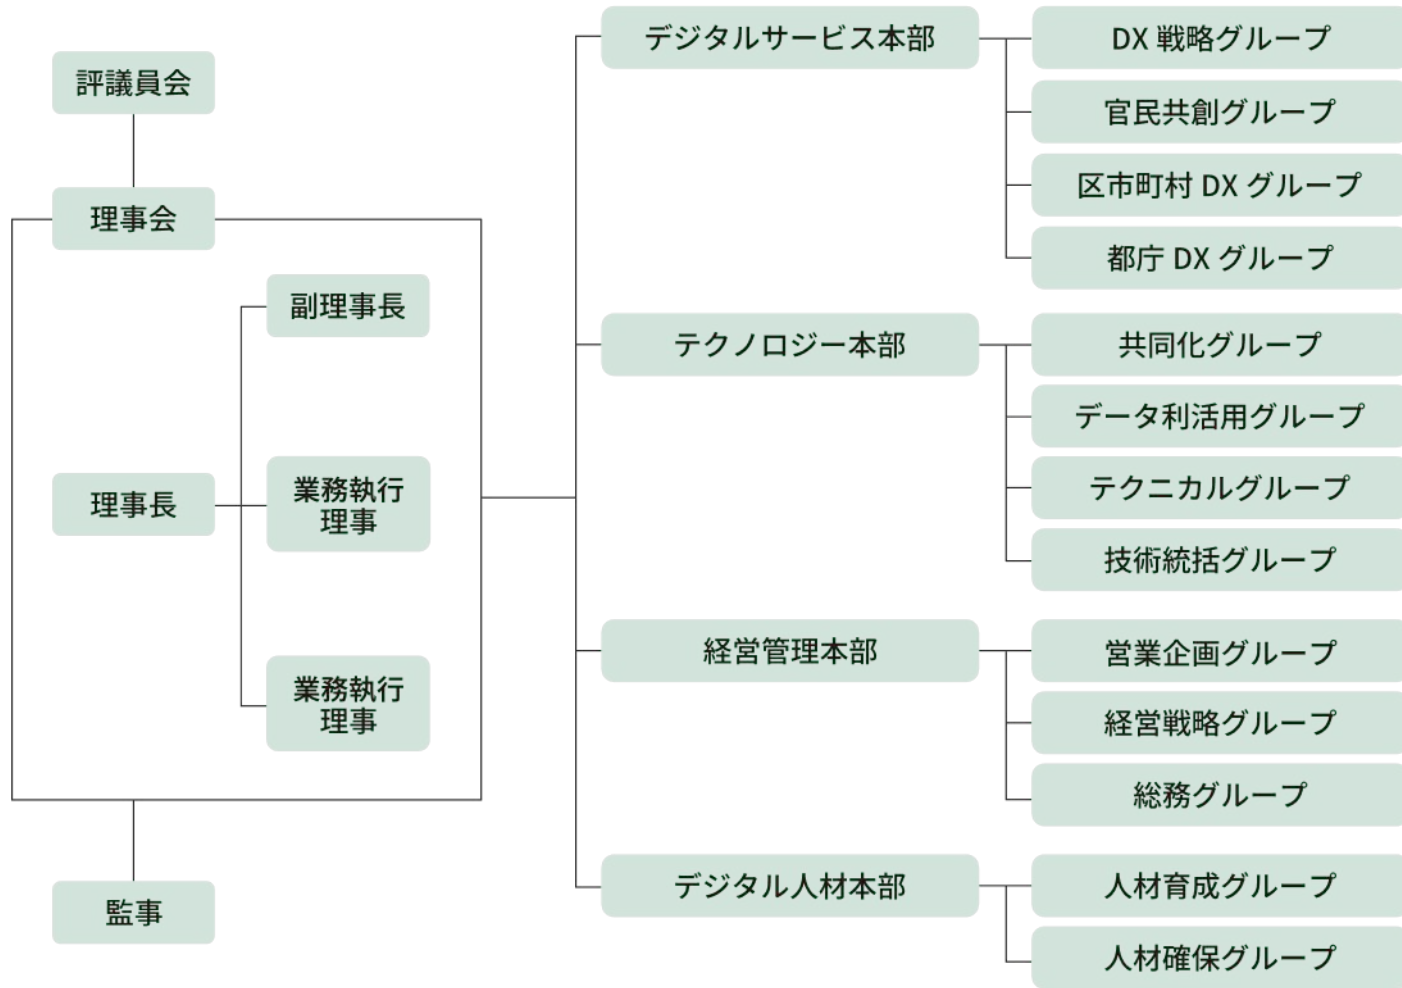 評議員会
理事会
副理事長
理事長
業務執行
理事
業務執行
理事
監事
デジタルサービス本部
DX 戦略グループ
官民共創グループ
区市町村 DX グループ
都庁 DX グループ
テクノロジー本部
共同化グループ
データ利活用グループ
テクニカルグループ
技術統括グループ
経営管理本部
営業企画グループ
経営戦略グループ
総務グループ
デジタル人材本部
人材育成グループ
人材確保グループ